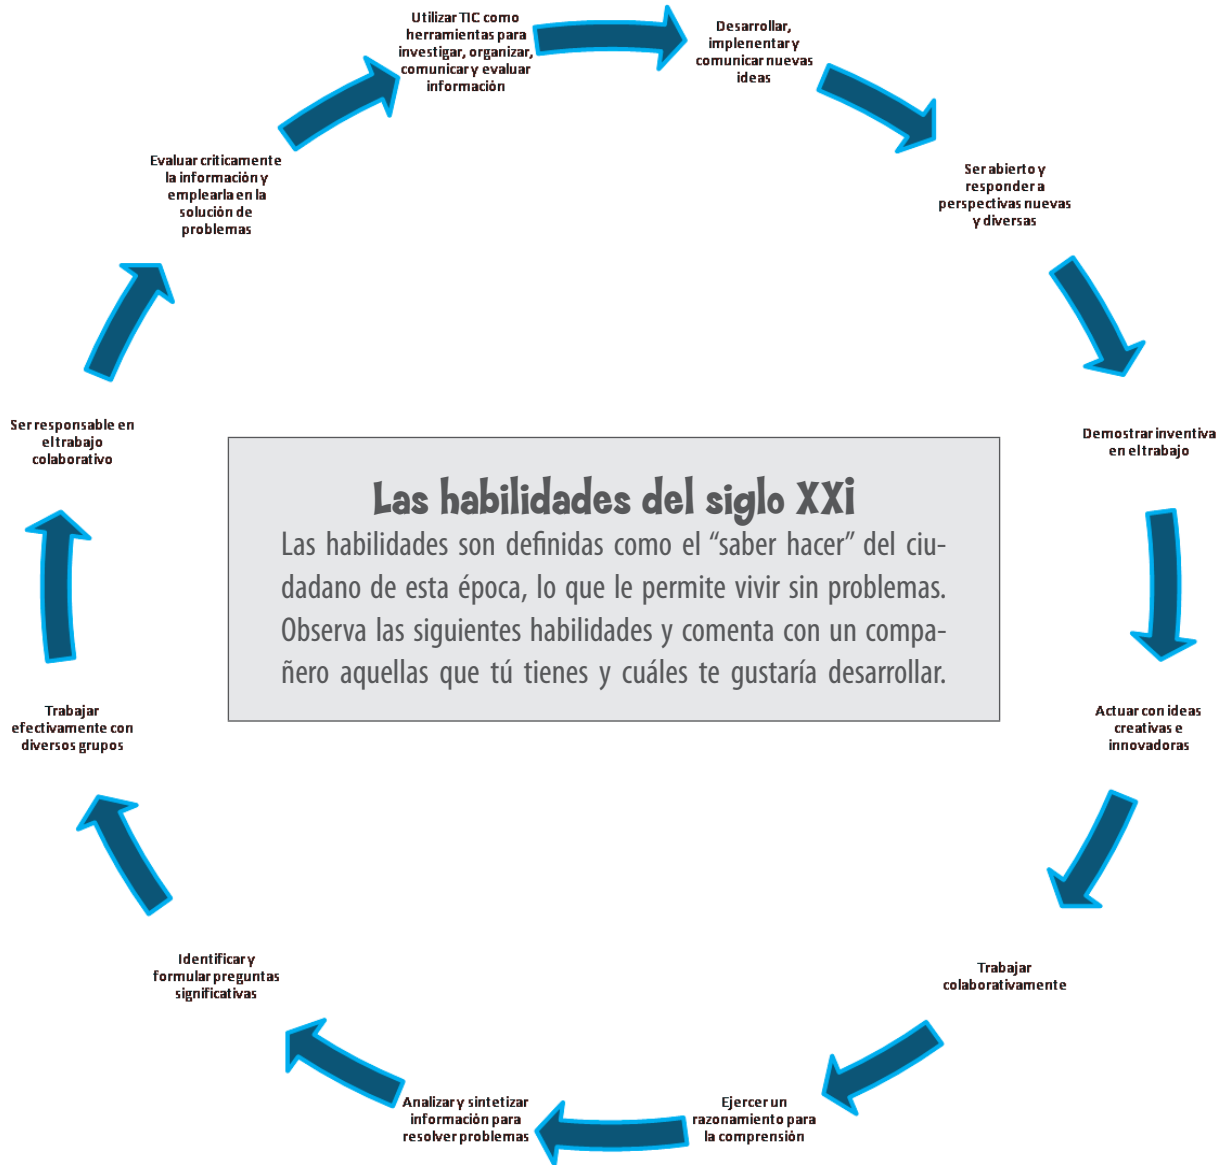 Utilizar TIC como
herramientas para
investigar, organizar,
comunicar y evaluar
información
Desarrollar,
implenentar y
comunicar nuevas
ideas
Ser abierto y
responder a
perspectivas nuevas
y diversas
Demostrar inventiva
en el trabajo
Actuar con ideas
creativas e
innovadoras
Trabajar
colaborativamente
Ejercer un
razonamiento para
la comprensión
Analizar y sintetizar
información para
resolver problemas
Identificar y
formular preguntas
significativas
Trabajar
efectivamente con
diversos grupos
Ser responsable en
el trabajo
colaborativo
Evaluar criticamente
la información y
emplearla en la
solución de
problemas
Las habilidades del siglo XXi
Las habilidades son definidas como el “saber hacer” del ciu-
dadano de esta época, lo que le permite vivir sin problemas.
Observa las siguientes habilidades y comenta con un compa-
ñero aquellas que tú tienes y cuáles te gustaría desarrollar.